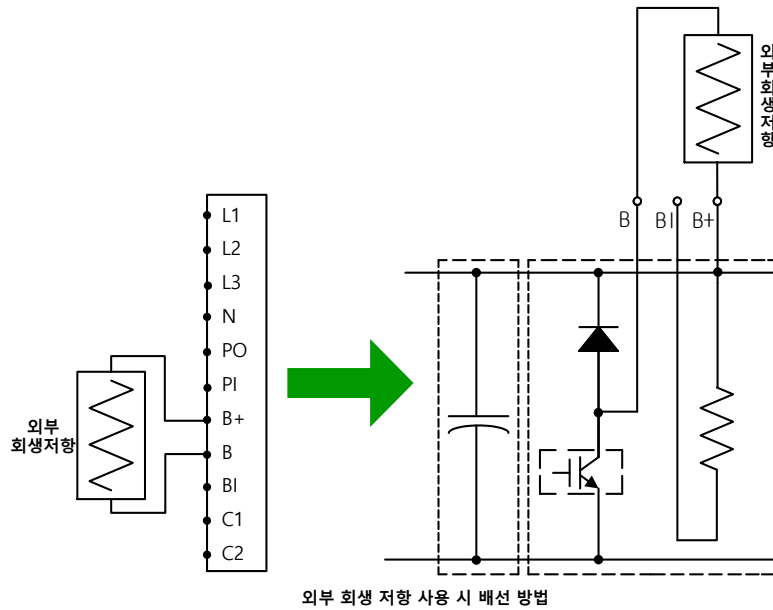 외부
회생저항
L1
L2
L3
N
PO
PI
B+
B
BI
C1
C2
외부회생저항
B
BI
B+
외부 회생 저항 사용 시 배선 방법